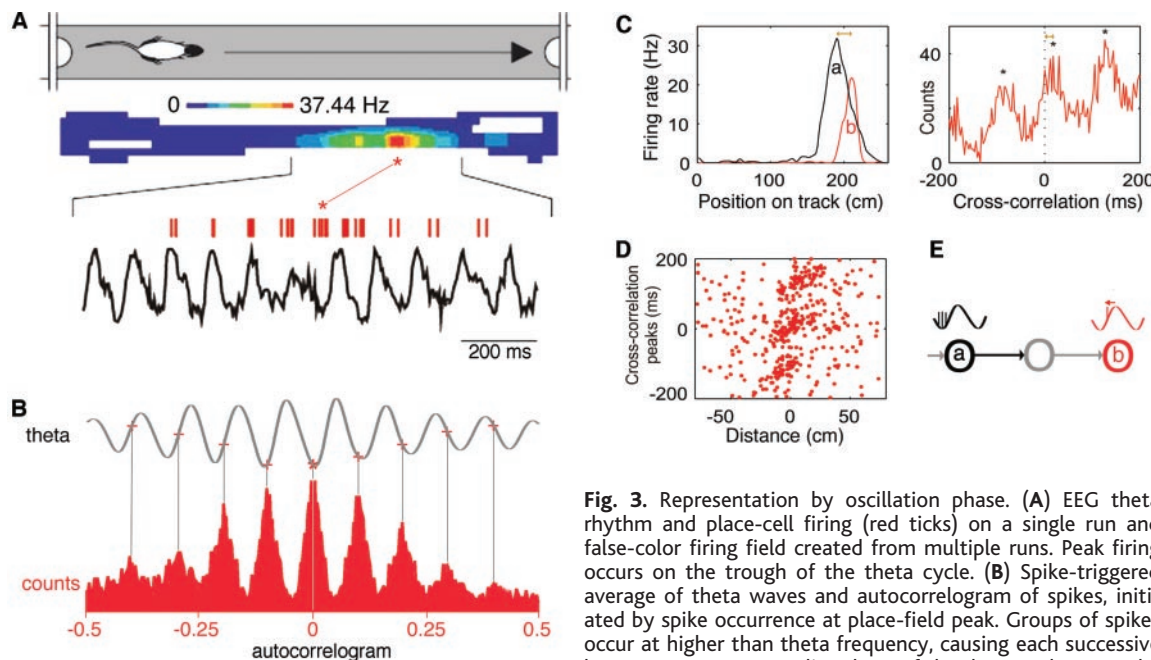 A
0 37.44 Hz
*
*
200 ms
B
theta
counts
-0.5 -0.25 0 0.25 0.5
autocorrelogram
C
Firing rate (Hz)
30
20
10
0
a
b
0 100 200
Position on track (cm)
Counts
40
0
* * *
-200 0 200
Cross-correlation (ms)
D
Cross-correlation
peaks (ms)
200
0
-200
-50 0 50
Distance (cm)
E
a
b
Fig. 3. Representation by oscillation phase. (A) EEG theta
rhythm and place-cell firing (red ticks) on a single run and
false-color firing field created from multiple runs. Peak firing
occurs on the trough of the theta cycle. (B) Spike-triggered
average of theta waves and autocorrelogram of spikes, initi
ated by spike occurrence at place-field peak. Groups of spike
occur at higher than theta frequency, causing each successive